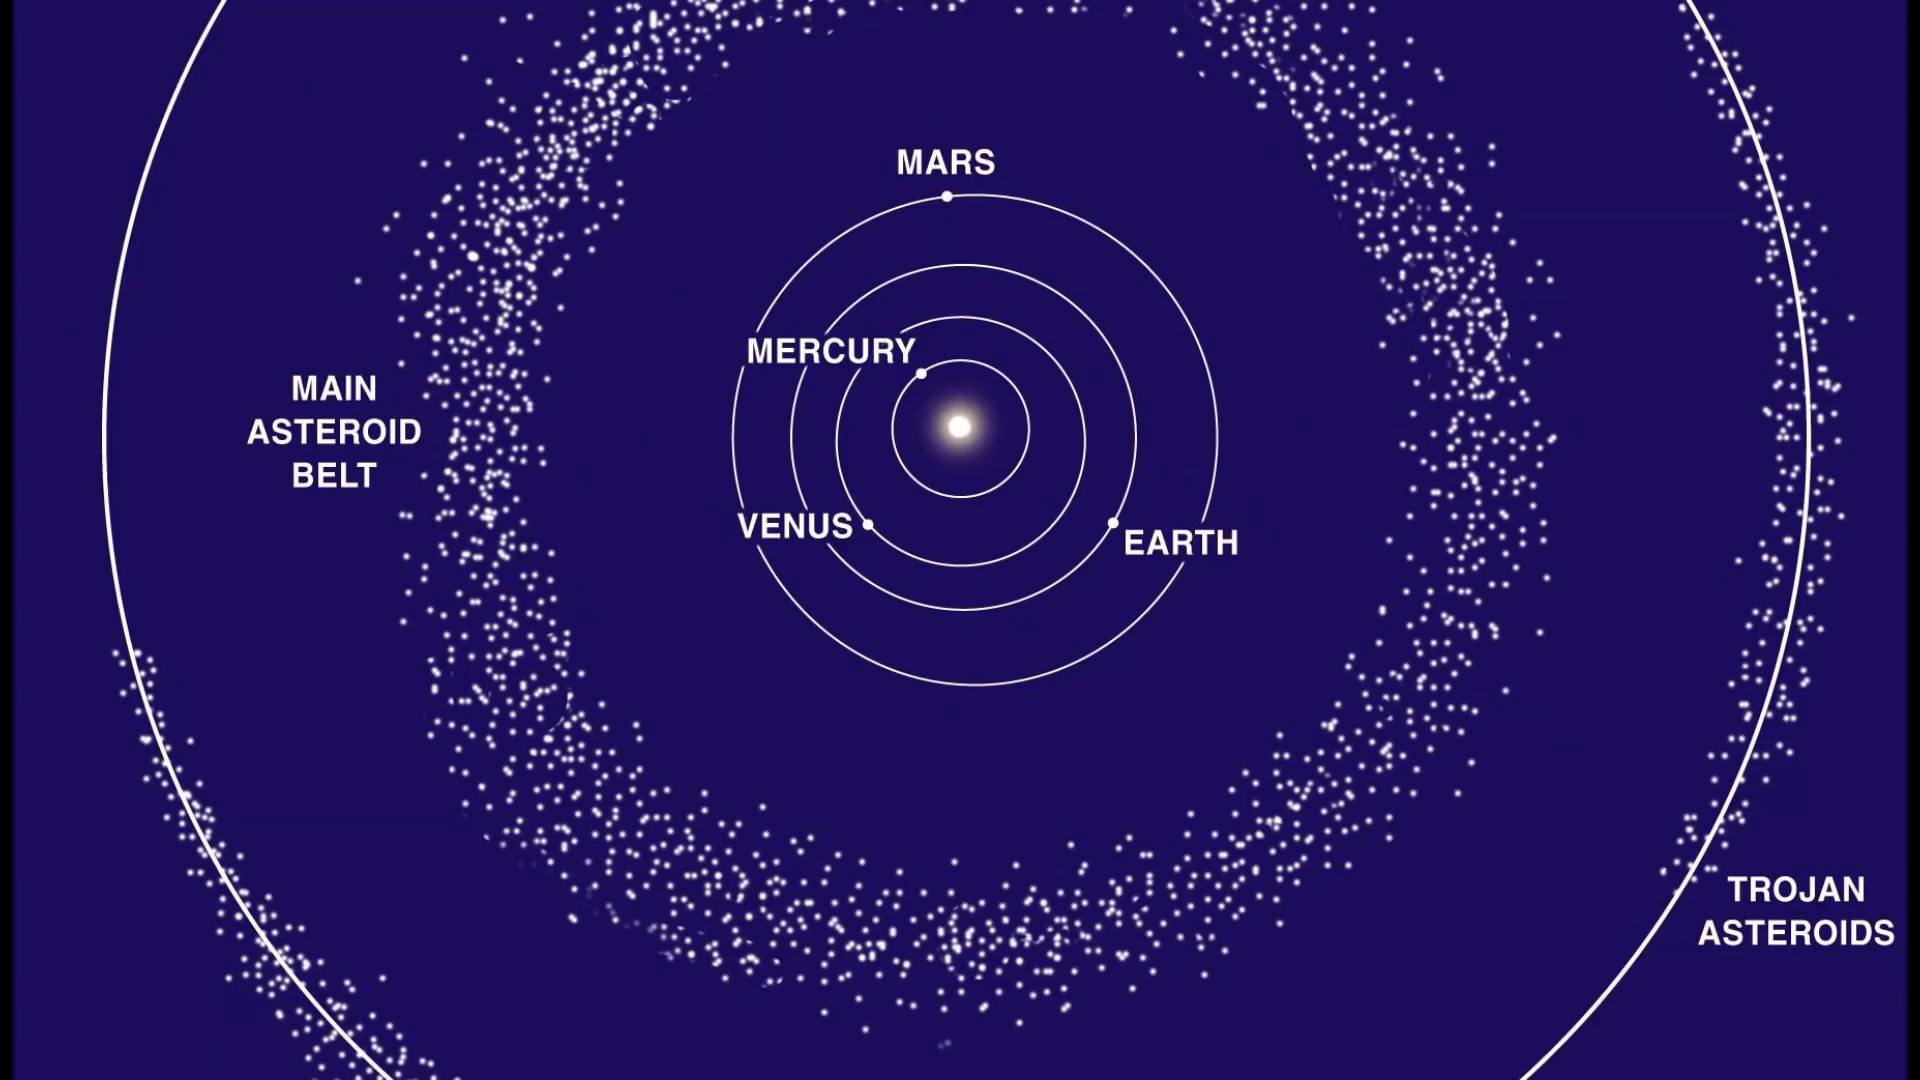 MARS
MERCURY
MAIN
ASTEROID
BELT
VENUS
EARTH
TROJAN
ASTEROIDS